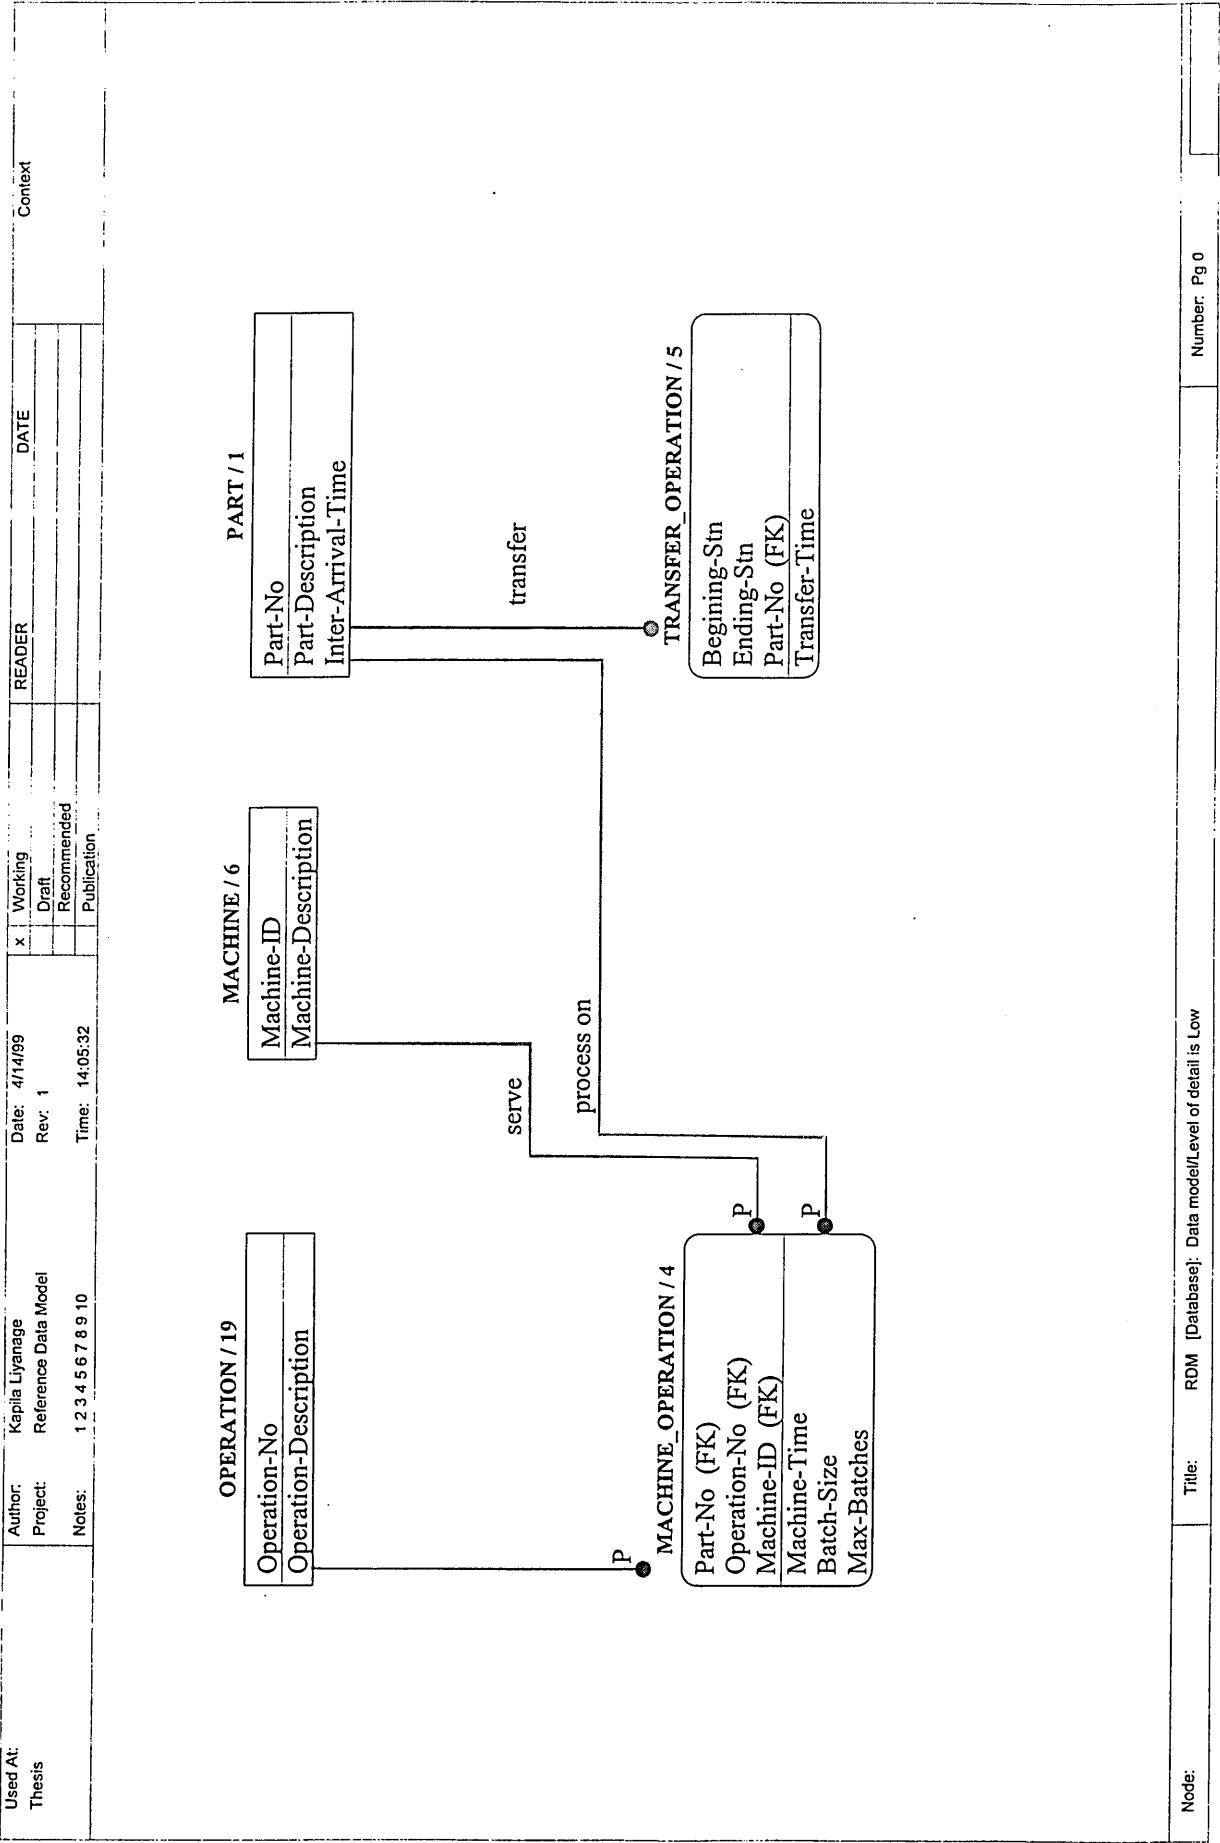 Used At:
Thesis
Author: Kapila Liyanage
Project: Reference Data Model
Notes: 1 2 3 4 5 6 7 8 9 10
Date: 4/14/99
Rev: 1
Time: 14:05:32
x Working
Draft
Recommended
Publication
READER DATE
Context
OPERATION / 19
Operation-No
Operation-Description
MACHINE / 6
Machine-ID
Machine-Description
PART / 1
Part-No
Part-Description
Inter-Arrival-Time
serve
process on
transfer
P
P
P
MACHINE_OPERATION / 4
Part-No (FK)
Operation-No (FK)
Machine-ID (FK)
Machine-Time
Batch-Size
Max-Batches
TRANSFER_OPERATION / 5
Begining-Stn
Ending-Stn
Part-No (FK)
Transfer-Time
Node:
Title: RDM [Database]: Data model/Level of detail is Low
Number: Pg 0